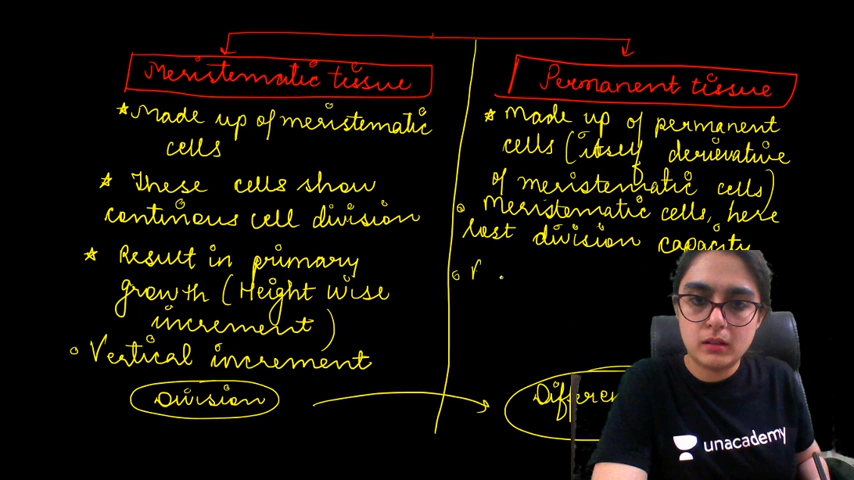 Meristematic tissue
* Made up of meristematic
cells
* These cells show
continous cell division
* Result in primary
growth (Height wise
increment)
Vertical increment
Division
Permanent tissue
* Made up of permanent
cells (itself derievative
of meristematic cells)
Meristematic cells, here
lost division capacity
Differen
unacademy